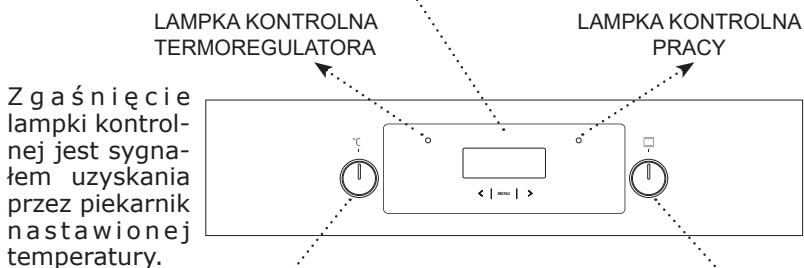 LAMPKA KONTROLNA
TERMOREGULATORA
LAMPKA KONTROLNA
PRACY
Zgaśnięcie
lampki kontrol-
nej jest sygna-
łem uzyskania
przez piekarnik
nastawionej
temperatury.
°C
< | MENU | >